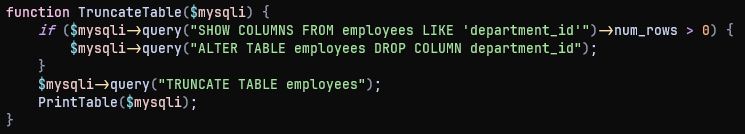 function TruncateTable($mysqli) {
    if ($mysqli->query("SHOW COLUMNS FROM employees LIKE 'department_id'")->num_rows > 0) {
        $mysqli->query("ALTER TABLE employees DROP COLUMN department_id");
    }
    $mysqli->query("TRUNCATE TABLE employees");
    PrintTable($mysqli);
}